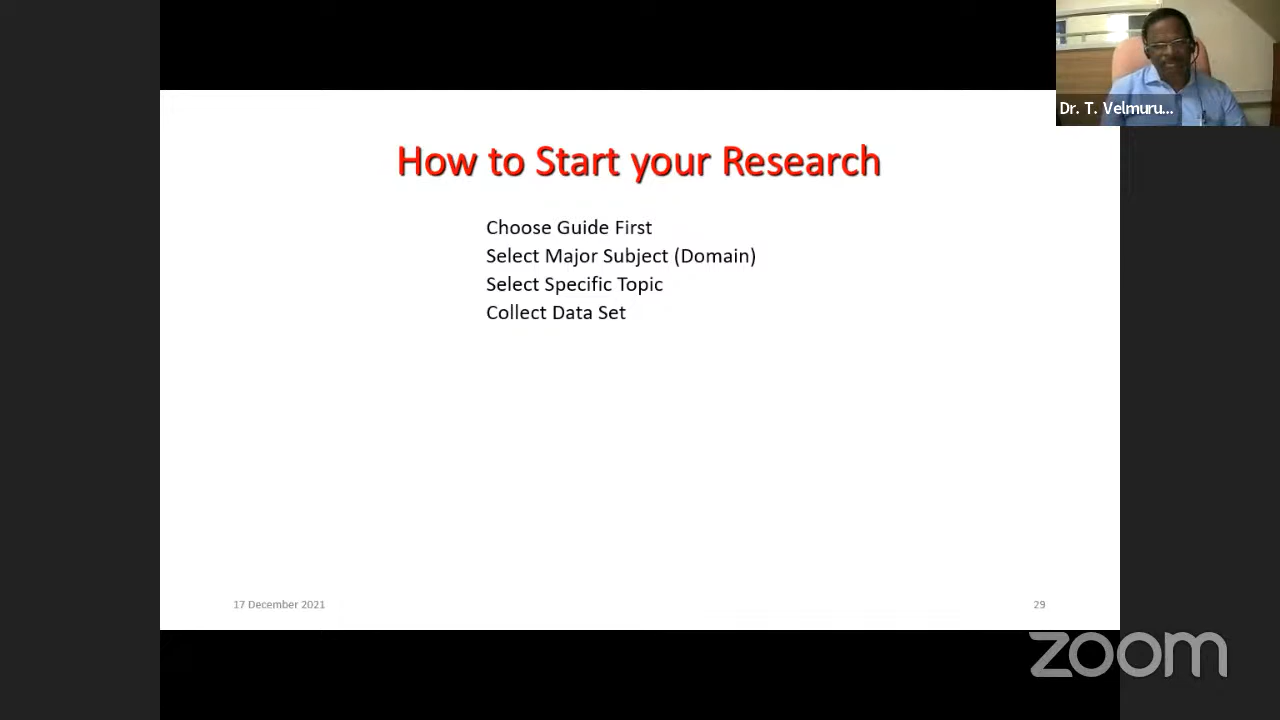 Dr. T. Velmuru...
How to Start your Research
Choose Guide First
Select Major Subject (Domain)
Select Specific Topic
Collect Data Set
17 December 2021
29
zoom